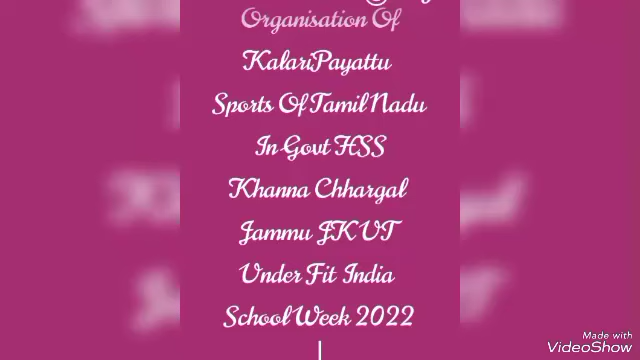 Organisation Of
KalariPayattu
Sports Of Tamil Nadu
In Govt HSS
Khanna Chhargal
Jammu JKUT
Under Fit India
School Week 2022
Made with
VideoShow